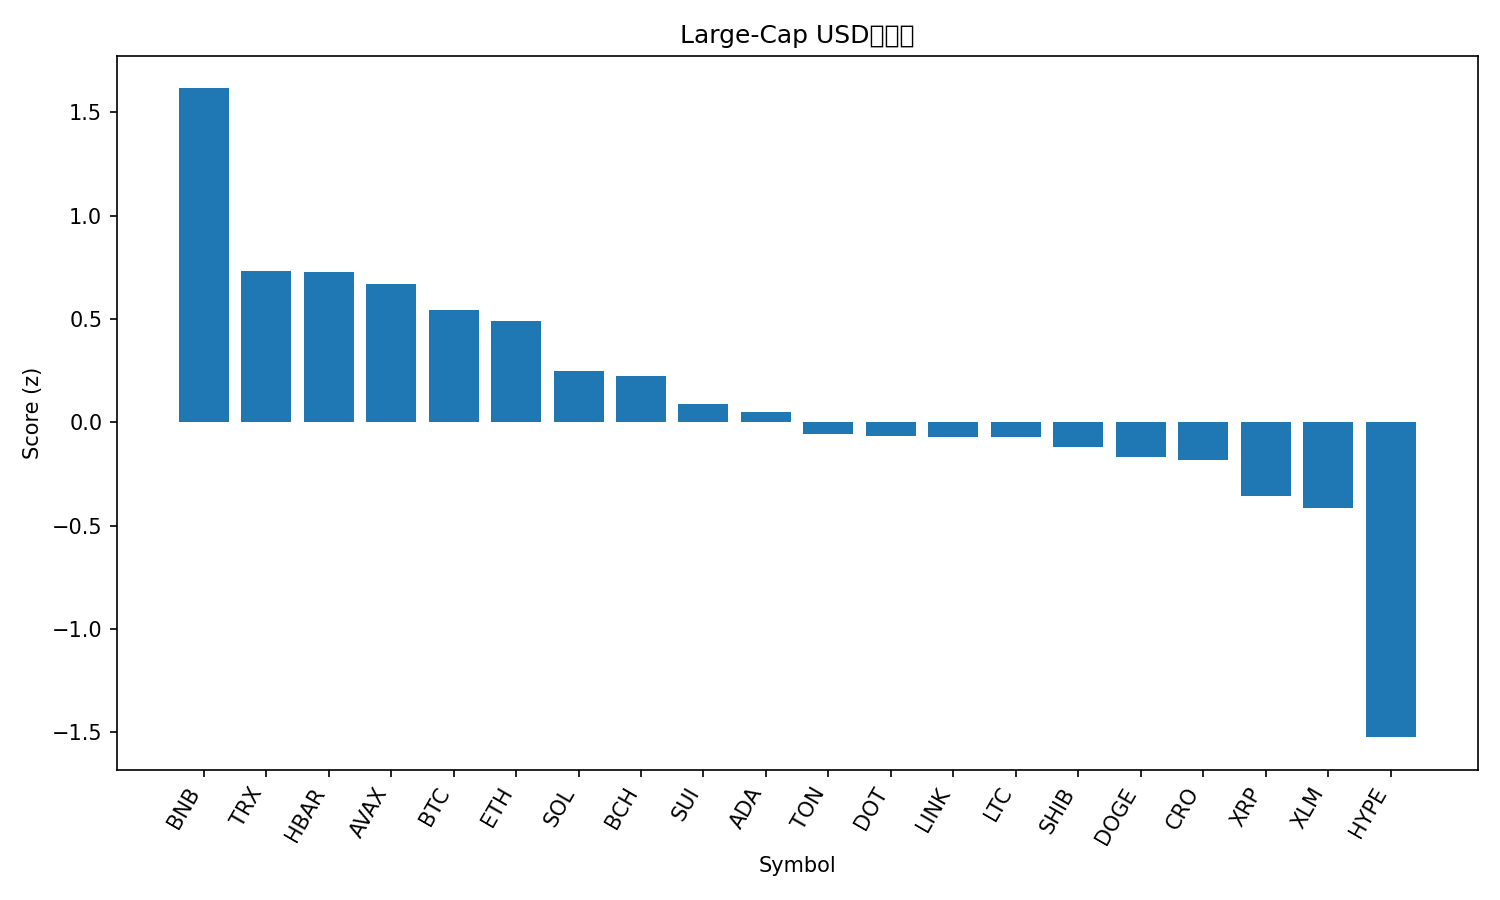 Large-Cap USD
Score (z)
1.5
1.0
0.5
0.0
−0.5
−1.0
−1.5
BNB
TRX
HBAR
AVAX
BTC
ETH
SOL
BCH
SUI
ADA
TON
DOT
LINK
LTC
SHIB
DOGE
CRO
XRP
XLM
HYPE
Symbol